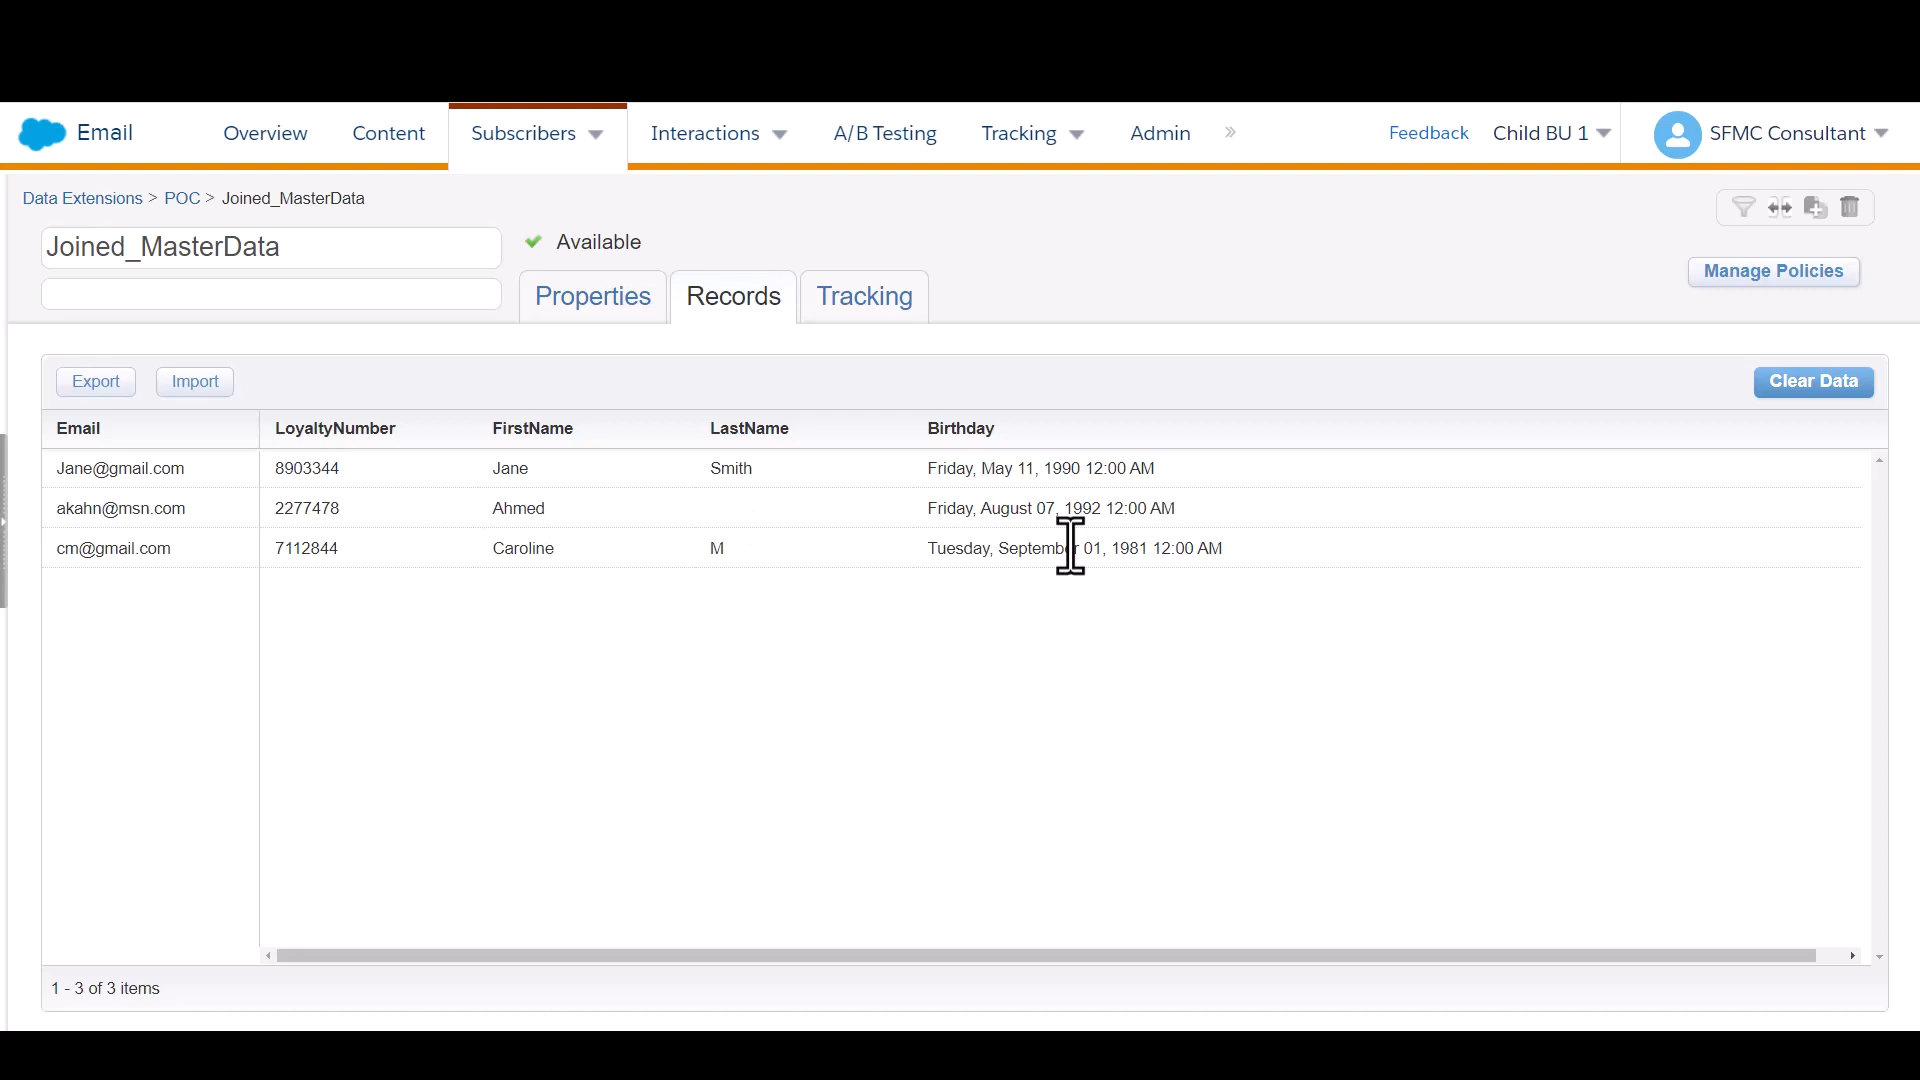 Email Overview Content Subscribers Interactions A/B Testing Tracking Admin » Feedback Child BU 1 SFMC Consultant
Data Extensions > POC > Joined_MasterData
Joined_MasterData Available
Manage Policies
Properties Records Tracking
Export Import Clear Data
Email LoyaltyNumber FirstName LastName Birthday
Jane@gmail.com 8903344 Jane Smith Friday, May 11, 1990 12:00 AM
akahn@msn.com 2277478 Ahmed Friday, August 07, 1992 12:00 AM
cm@gmail.com 7112844 Caroline M Tuesday, September 01, 1981 12:00 AM
1 - 3 of 3 items